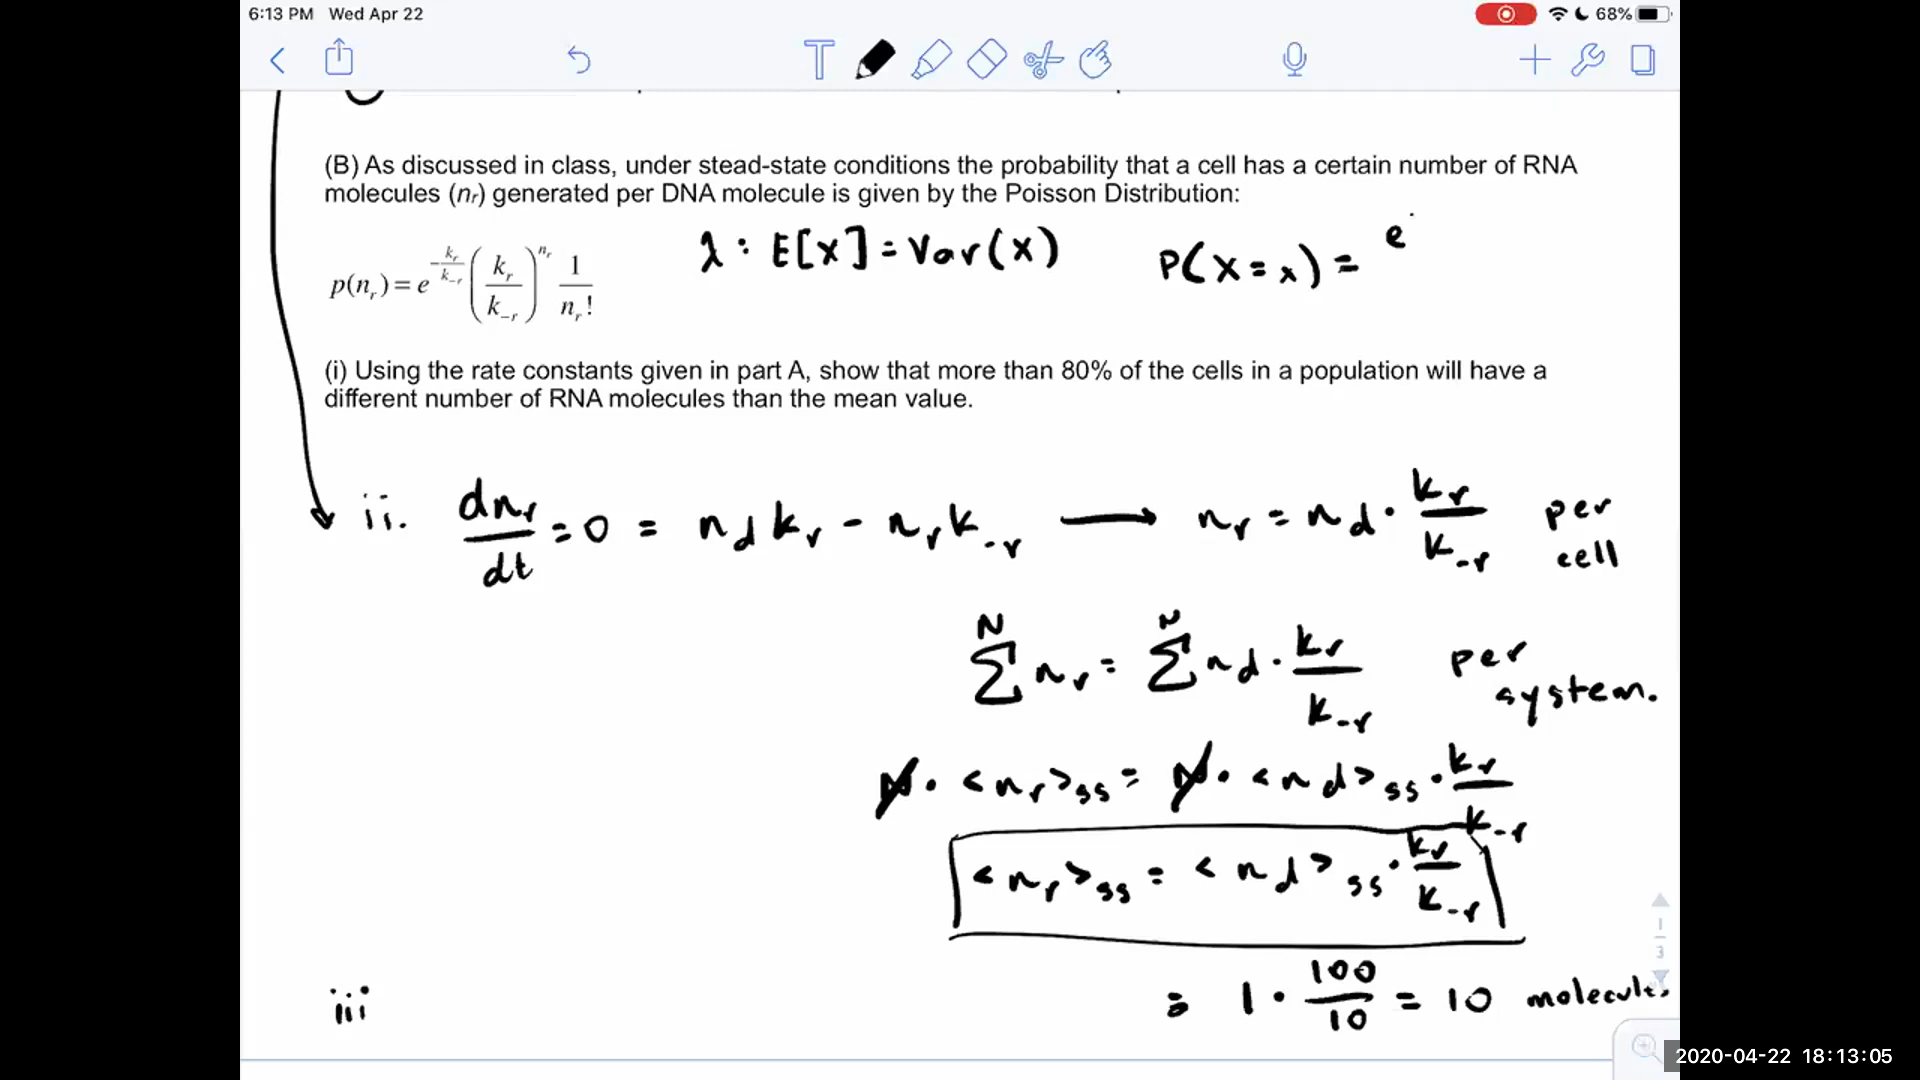 6:13 PM Wed Apr 22
68%
(B) As discussed in class, under stead-state conditions the probability that a cell has a certain number of RNA
molecules (nᵣ) generated per DNA molecule is given by the Poisson Distribution:
p(nᵣ) = e^(-kᵣ/k₋ᵣ) (kᵣ/k₋ᵣ)^nᵣ 1/nᵣ!
λ : E[X] = Var(X)
P(X = x) = e
(i) Using the rate constants given in part A, show that more than 80% of the cells in a population will have a
different number of RNA molecules than the mean value.
ii. dnᵣ/dt = 0 = n_d kᵣ - nᵣ k₋ᵣ → nᵣ = n_d · kᵣ/k₋ᵣ per cell
Σ^N nᵣ = Σ^N n_d · kᵣ/k₋ᵣ per system.
N · <nᵣ>ss = N · <n_d>ss · kᵣ/k₋ᵣ
<nᵣ>ss = <n_d>ss · kᵣ/k₋ᵣ
= 1 · 100/10 = 10 molecules
iii
1
3
2020-04-22 18:13:05